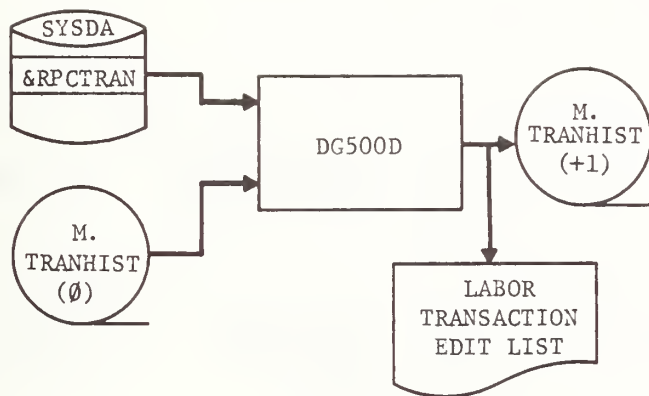 SYSDA
&RPCTRAN
DG500D
M.
TRANHIST
(+1)
M.
TRANHIST
(Ø)
LABOR
TRANSACTION
EDIT LIST